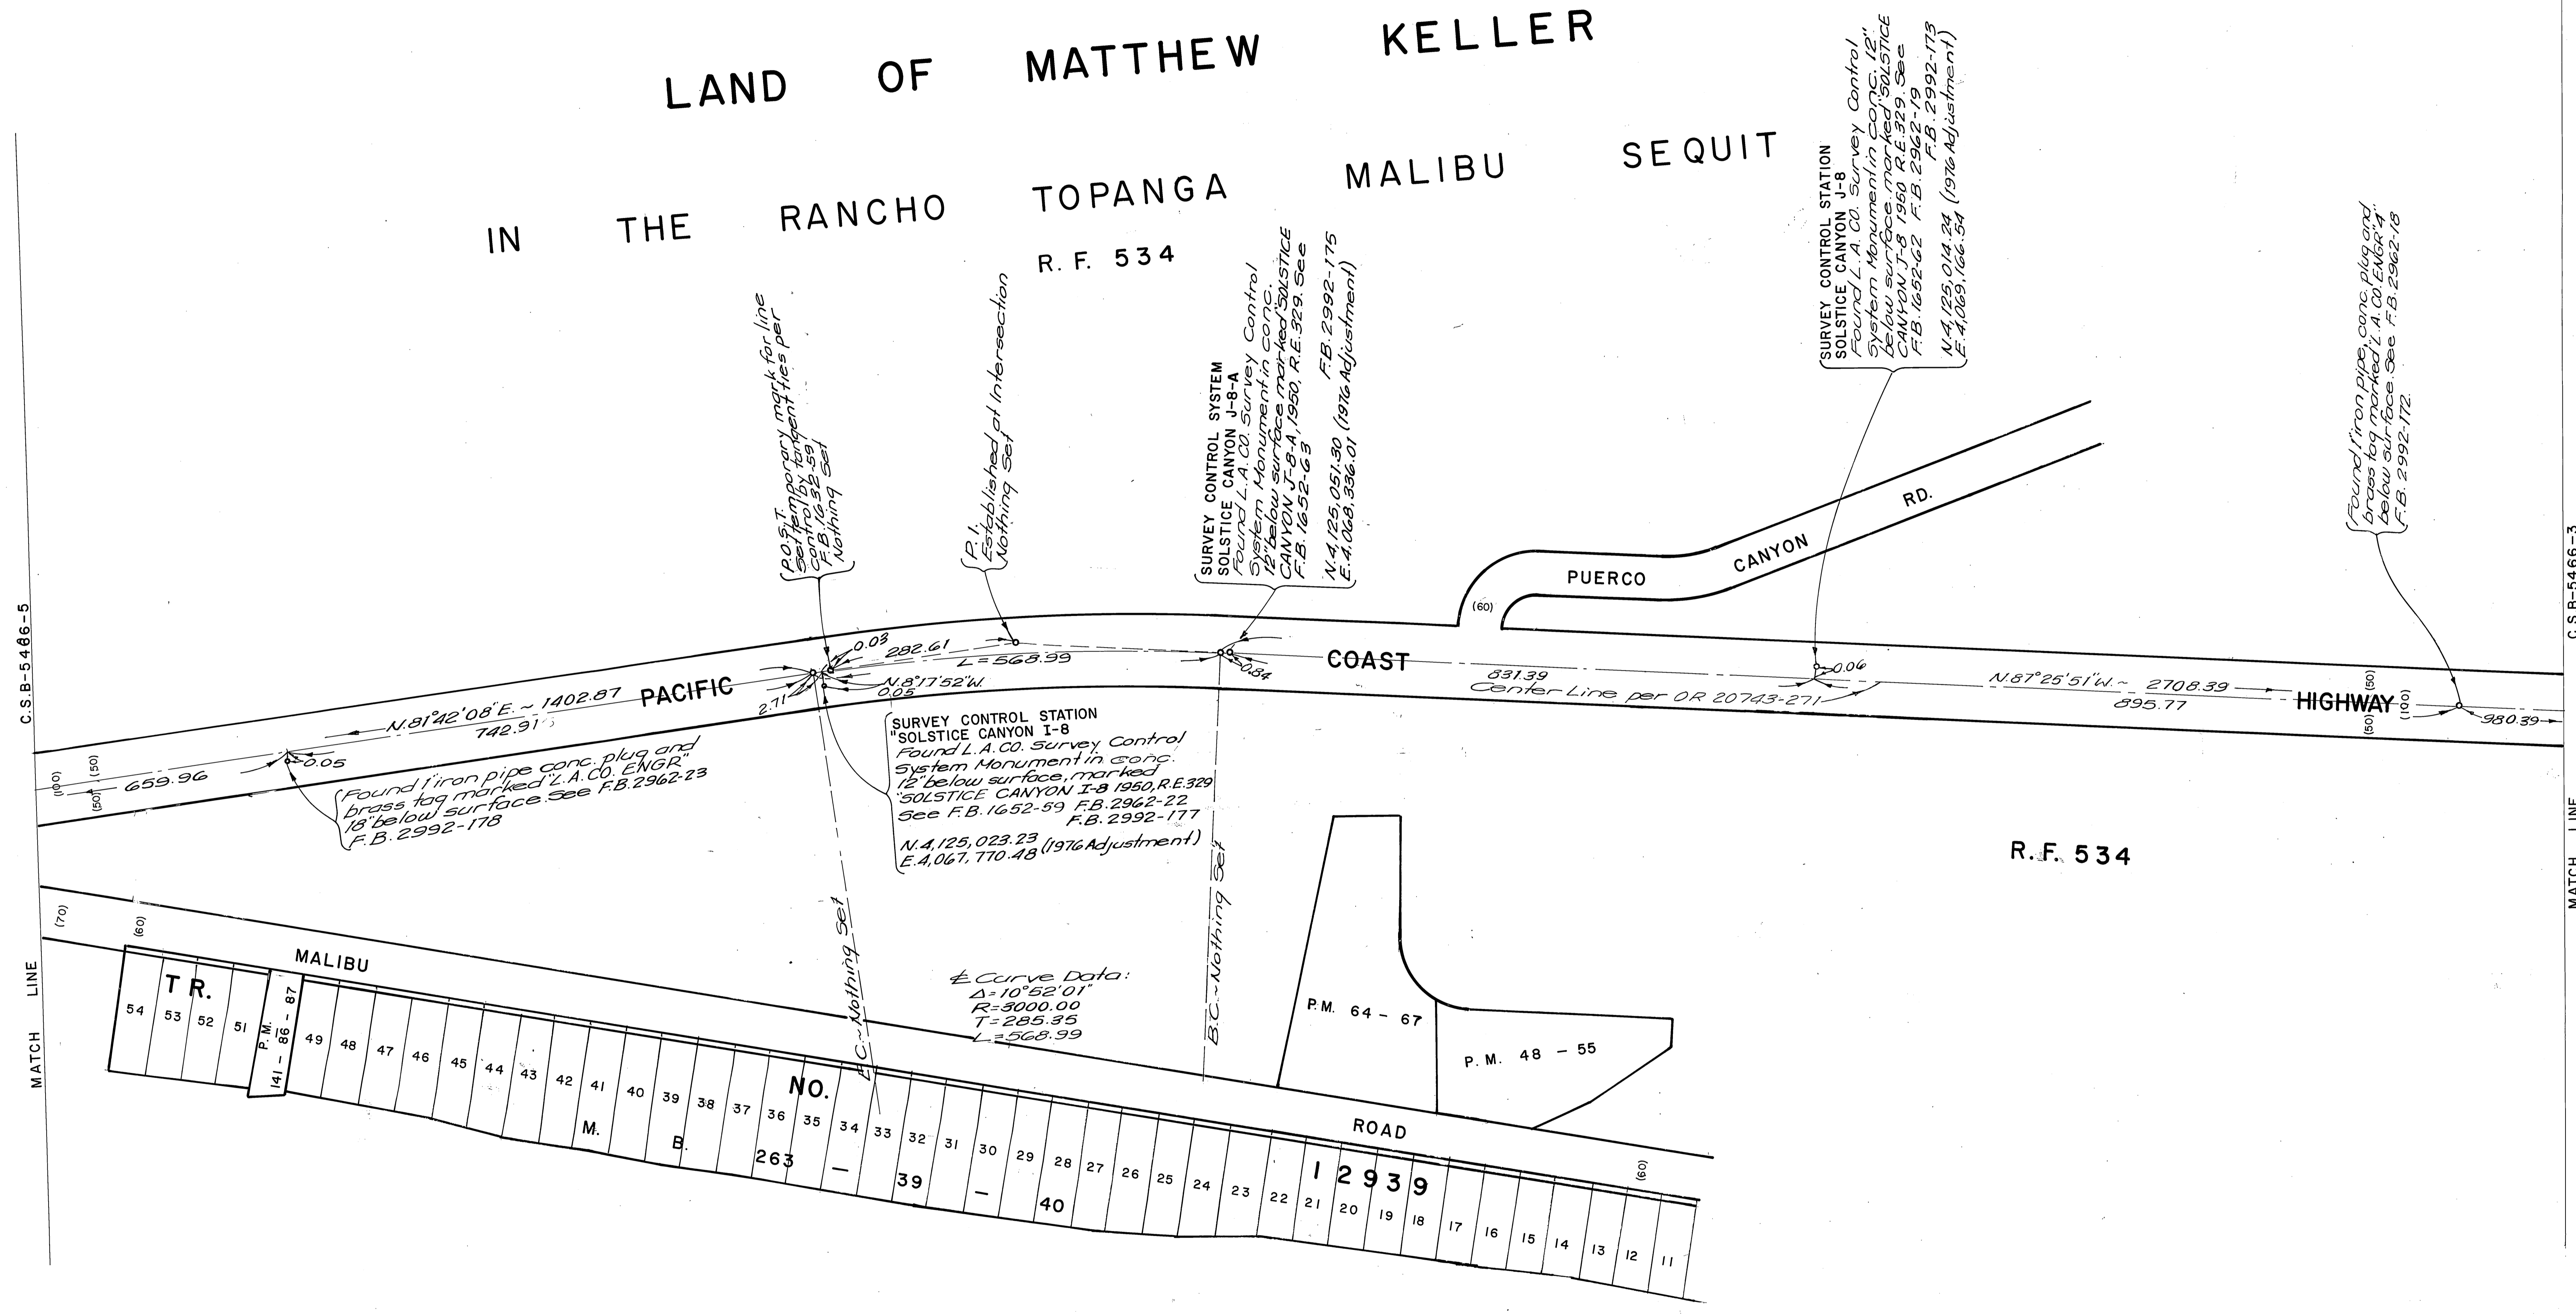 LAND OF MATTHEW KELLER
IN THE RANCHO TOPANGA MALIBU SEQUIT
R. F. 534
P.O.S.T.
Set temporary mark for line
control by tangent ties per
F.B. 1632-59
Nothing Set
P. I.
Established at Intersection
Nothing Set
SURVEY CONTROL SYSTEM
SOLSTICE CANYON J-8-A
Found L.A. CO. Survey Control
System Monument in conc.
12" below surface marked "SOLSTICE
CANYON J-8-A, 1950, R.E. 329. See
F.B. 1652-63
F.B. 2992-175
N. 4,125,051.30
E. 4,068,336.01 (1976 Adjustment)
SURVEY CONTROL STATION
SOLSTICE CANYON J-8
Found L. A. CO. Survey Control
System Monument in conc. 12"
below surface marked "SOLSTICE
CANYON J-8 1950 R.E. 329. See
F.B. 1652-62 F.B. 2962-19
F.B. 2992-173
N. 4,125,014.24
E. 4,069,166.54 (1976 Adjustment)
Found 1" iron pipe, conc. plug and
brass tag marked "L.A. CO. ENGR" 4"
below surface. See F.B. 2962-18
F.B. 2992-172.
C.S.B-5466-5
MATCH LINE
C.S.B-5466-3
MATCH LINE
PUERCO CANYON RD.
(60)
PACIFIC COAST HIGHWAY
0.03
282.61
L=568.99
N.8°17'52"W.
0.05
2.71
N.81°42'08"E. ~ 1402.87
742.91
0.05
659.96
(100)
(50)
(50)
0.84
831.39
Center Line per OR 20743-271
0.06
N.87°25'51"W. ~ 2708.39
895.77
(50)
(50)
(100)
980.39
Found 1" iron pipe conc. plug and
brass tag marked "L.A. CO. ENGR"
18" below surface. See F.B. 2962-23
F.B. 2992-178
SURVEY CONTROL STATION
"SOLSTICE CANYON I-8
Found L.A. CO. Survey Control
System Monument in conc.
12" below surface, marked
"SOLSTICE CANYON I-8 1950, R.E. 329
See F.B. 1652-59 F.B. 2962-22
F.B. 2992-177
N. 4,125,023.23
E. 4,067,770.48 (1976 Adjustment)
R. F. 534
E.C. ~ Nothing Set
B.C. ~ Nothing Set
℄ Curve Data:
Δ=10°52'01"
R=3000.00
T=285.35
L=568.99
P.M. 64 - 67
P. M. 48 - 55
(70)
(60)
MALIBU ROAD
(60)
TR. NO. 12939
M. B. 263 - 39 - 40
P.M.
141 - 86 - 87
54 53 52 51 49 48 47 46 45 44 43 42 41 40 39 38 37 36 35 34 33 32 31 30 29 28 27 26 25 24 23 22 21 20 19 18 17 16 15 14 13 12 11